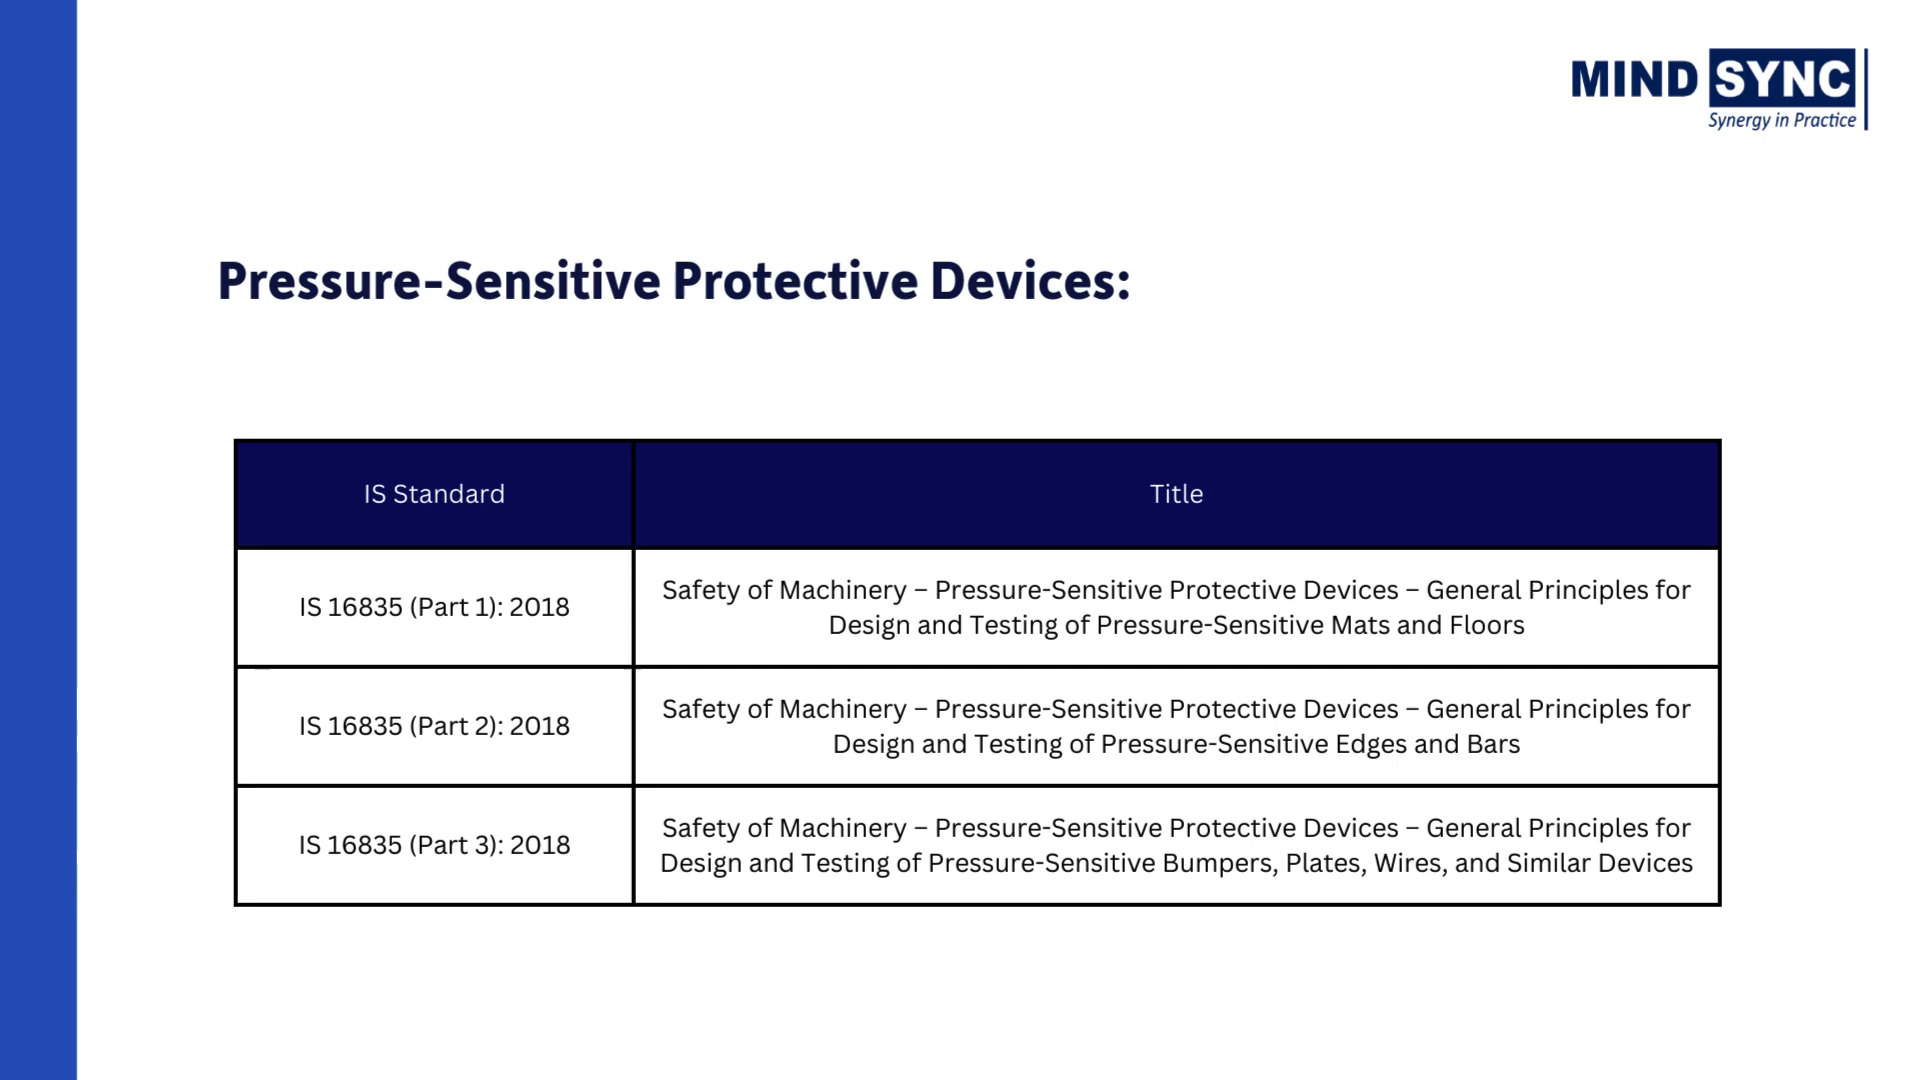 MIND SYNC
Synergy in Practice
Pressure-Sensitive Protective Devices:
IS Standard
Title
IS 16835 (Part 1): 2018
Safety of Machinery – Pressure-Sensitive Protective Devices – General Principles for
Design and Testing of Pressure-Sensitive Mats and Floors
IS 16835 (Part 2): 2018
Safety of Machinery – Pressure-Sensitive Protective Devices – General Principles for
Design and Testing of Pressure-Sensitive Edges and Bars
IS 16835 (Part 3): 2018
Safety of Machinery – Pressure-Sensitive Protective Devices – General Principles for
Design and Testing of Pressure-Sensitive Bumpers, Plates, Wires, and Similar Devices